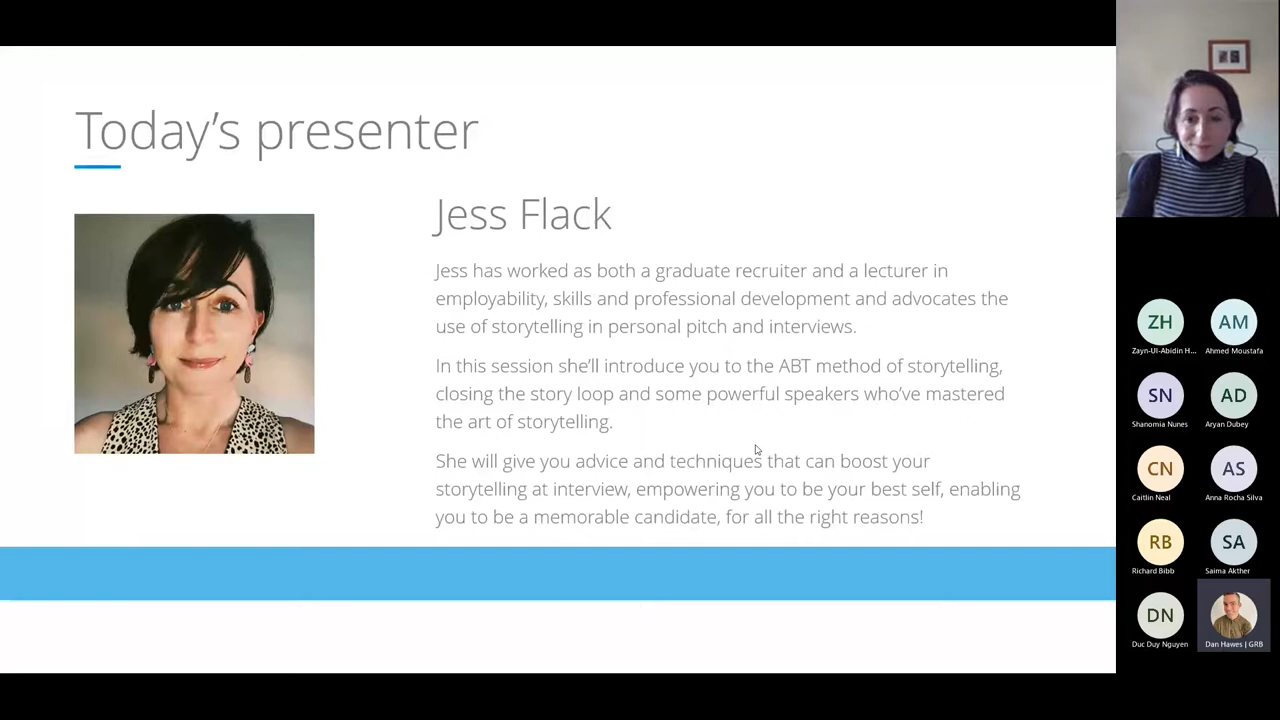 Today's presenter
Jess Flack
Jess has worked as both a graduate recruiter and a lecturer in
employability, skills and professional development and advocates the
use of storytelling in personal pitch and interviews.
In this session she'll introduce you to the ABT method of storytelling,
closing the story loop and some powerful speakers who've mastered
the art of storytelling.
She will give you advice and techniques that can boost your
storytelling at interview, empowering you to be your best self, enabling
you to be a memorable candidate, for all the right reasons!
ZH
AM
Zayn-Ul-Abidin H...
Ahmed Moustafa
SN
AD
Shanomia Nunes
Aryan Dubey
CN
AS
Caitlin Neal
Anna Rocha Silva
RB
SA
Richard Bibb
Saima Akther
DN
Duc Duy Nguyen
Dan Hawes | GRB